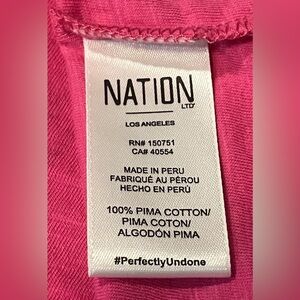 NATION
LTD
LOS ANGELES
RN# 150751
CA# 40554
MADE IN PERU
FABRIQUÉ AU PÉROU
HECHO EN PERÚ
100% PIMA COTTON/
PIMA COTON/
ALGODÓN PIMA
#PerfectlyUndone